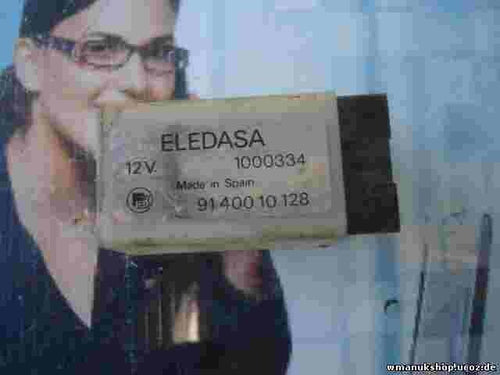 ELEDASA
12V. 1000334
Made in Spain
91 400 10 128
wmanukshop!ucoz:de